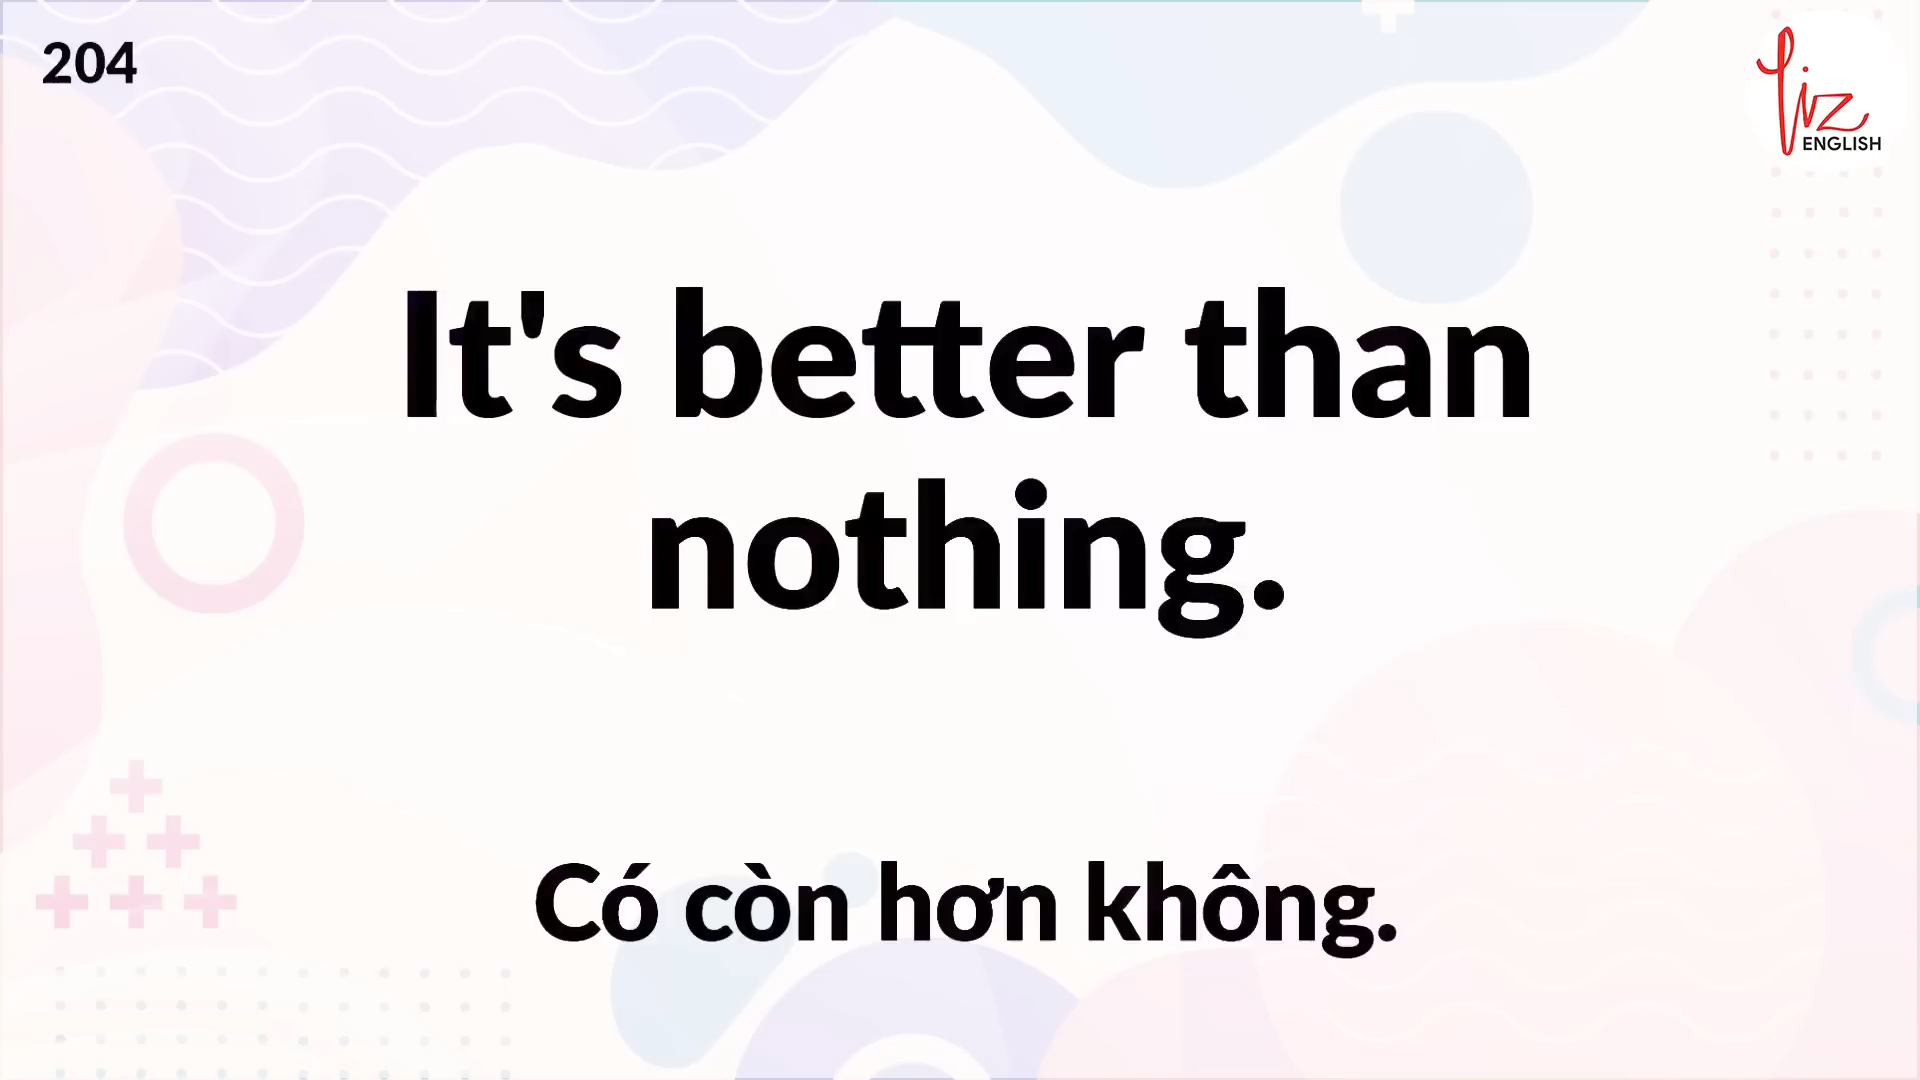 204
Liz
ENGLISH
It's better than
nothing.
Có còn hơn không.